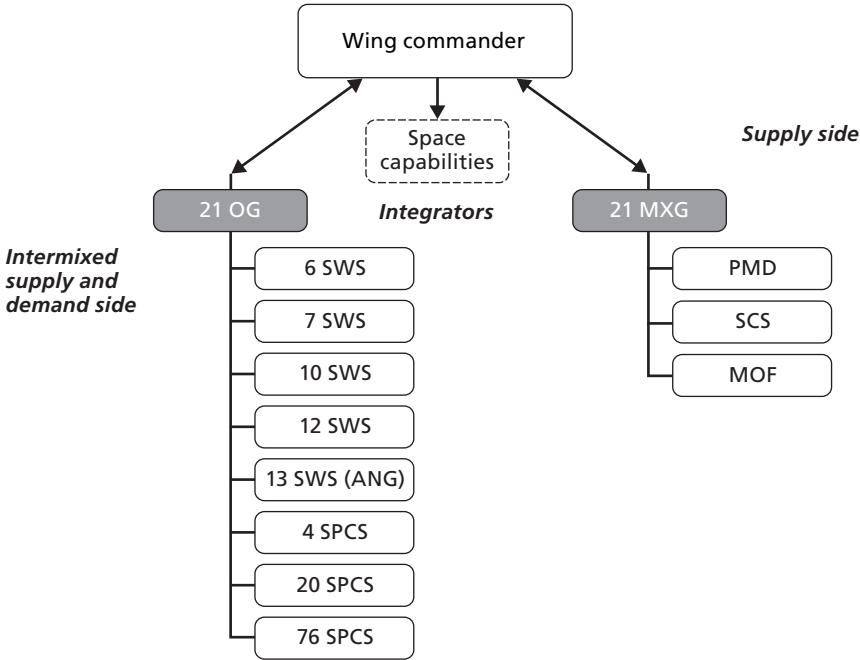 Wing commander
Space
capabilities
Supply side
21 OG
Integrators
21 MXG
Intermixed
supply and
demand side
6 SWS
7 SWS
10 SWS
12 SWS
13 SWS (ANG)
4 SPCS
20 SPCS
76 SPCS
PMD
SCS
MOF